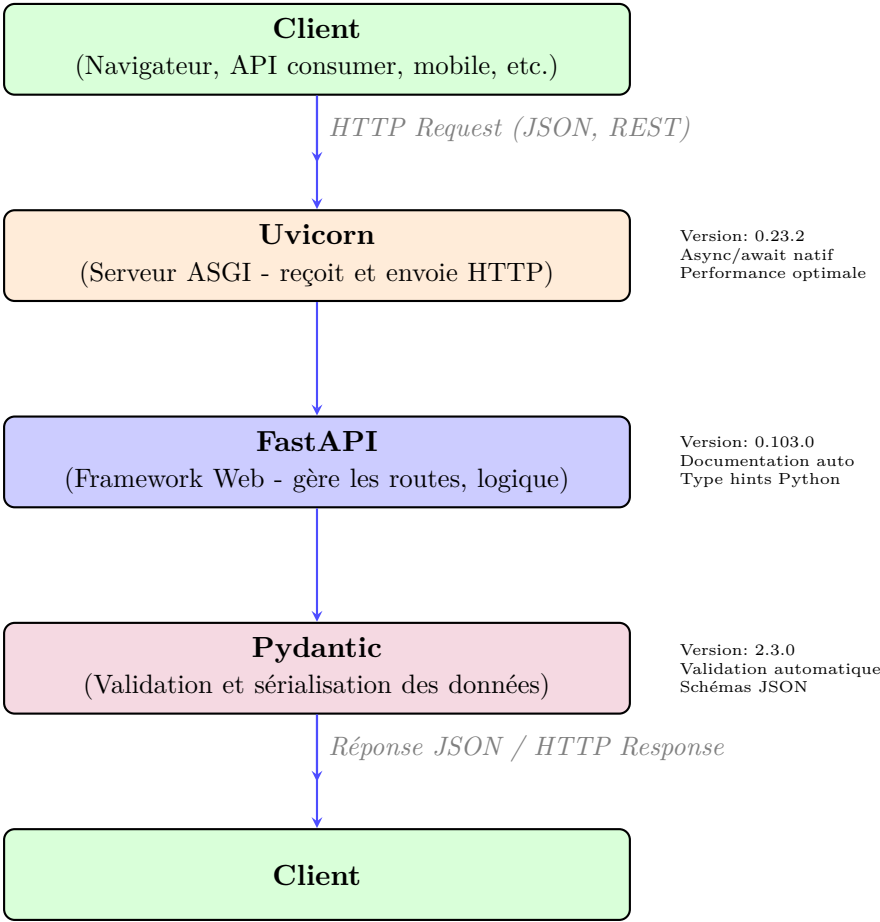 Client
(Navigateur, API consumer, mobile, etc.)
HTTP Request (JSON, REST)
Uvicorn
(Serveur ASGI - reçoit et envoie HTTP)
Version: 0.23.2
Async/await natif
Performance optimale
FastAPI
(Framework Web - gère les routes, logique)
Version: 0.103.0
Documentation auto
Type hints Python
Pydantic
(Validation et sérialisation des données)
Version: 2.3.0
Validation automatique
Schémas JSON
Réponse JSON / HTTP Response
Client